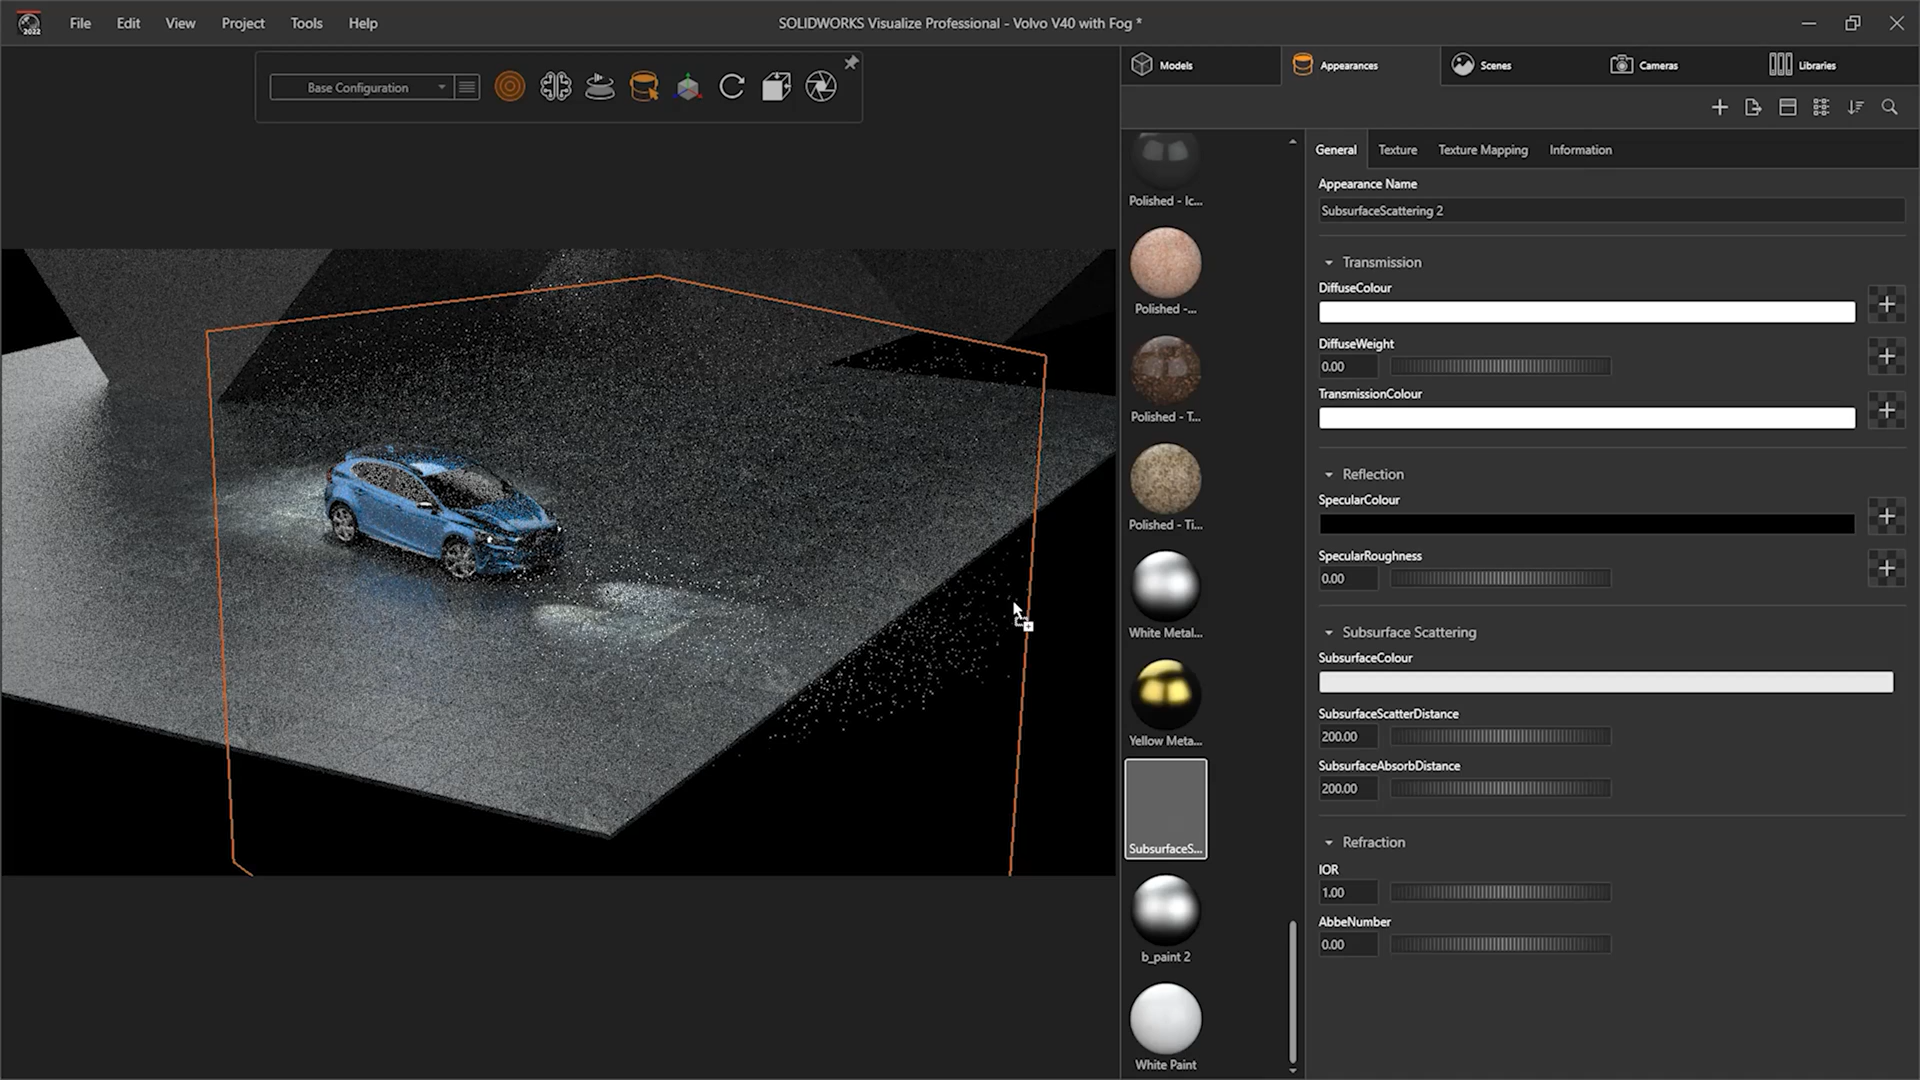 2022
File Edit View Project Tools Help
SOLIDWORKS Visualize Professional - Volvo V40 with Fog *
Base Configuration
Models
Appearances
Scenes
Cameras
Libraries
Polished - Ic...
Polished -...
Polished - T...
Polished - Ti...
White Metal...
Yellow Meta...
SubsurfaceS...
b_paint 2
White Paint
General Texture Texture Mapping Information
Appearance Name
SubsurfaceScattering 2
Transmission
DiffuseColour
DiffuseWeight
0.00
TransmissionColour
Reflection
SpecularColour
SpecularRoughness
0.00
Subsurface Scattering
SubsurfaceColour
SubsurfaceScatterDistance
200.00
SubsurfaceAbsorbDistance
200.00
Refraction
IOR
1.00
AbbeNumber
0.00